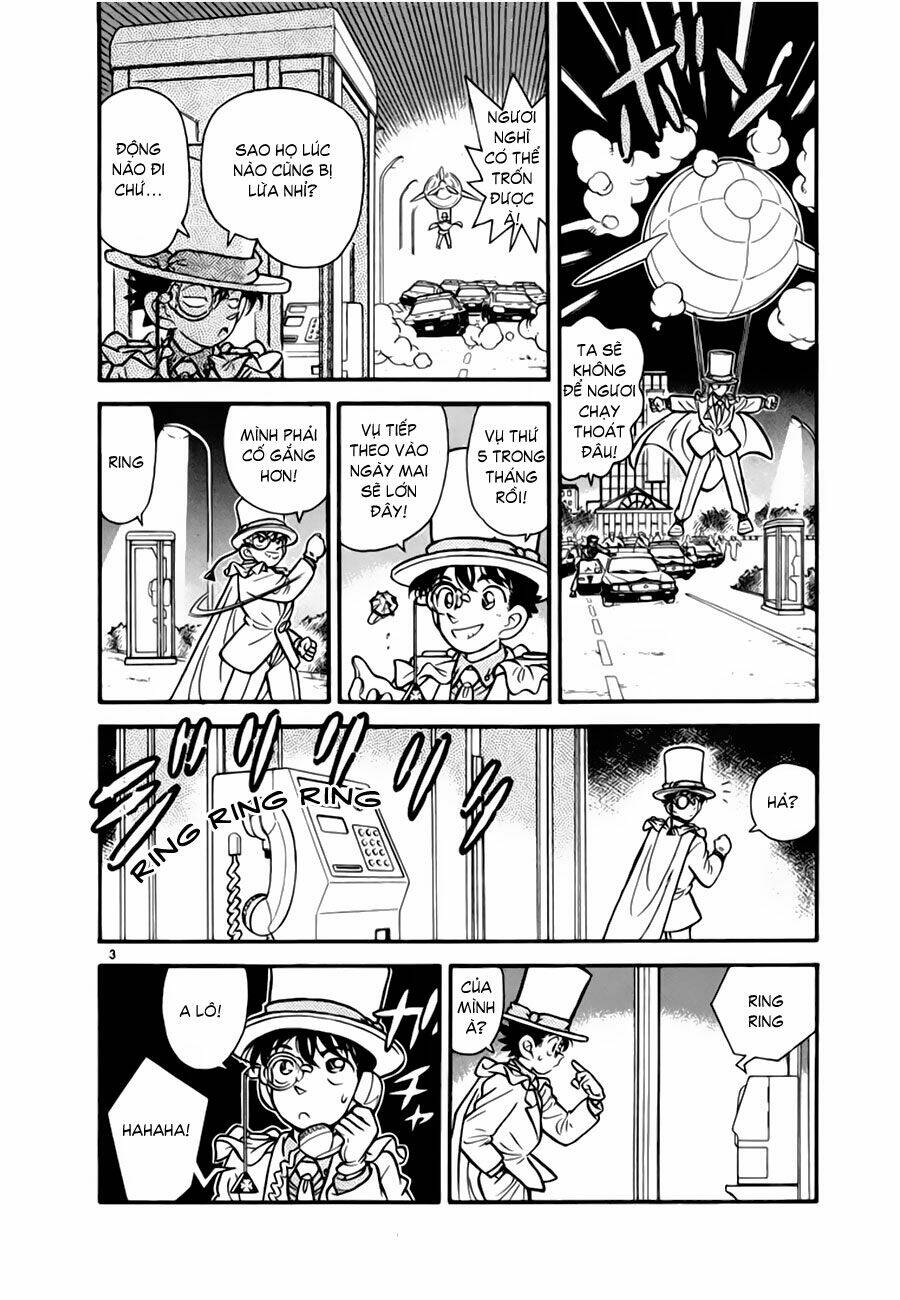 TA SẼ
KHÔNG
ĐỂ NGƯƠI
CHẠY
THOÁT
ĐÂU!
NGƯƠI
NGHĨ
CÓ THỂ
TRỐN
ĐƯỢC
À!
SAO HỌ LÚC
NÀO CŨNG BỊ
LỪA NHỈ?
ĐỘNG
NÃO ĐI
CHỨ...
VỤ THỨ
5 TRONG
THÁNG
RỒI!
VỤ TIẾP
THEO VÀO
NGÀY MAI
SẼ LỚN
ĐÂY!
MÌNH PHẢI
CỐ GẮNG
HƠN!
RING
HẢ?
RING RING RING
3
RING
RING
CỦA
MÌNH
À?
A LÔ!
ガチャ
HAHAHA!